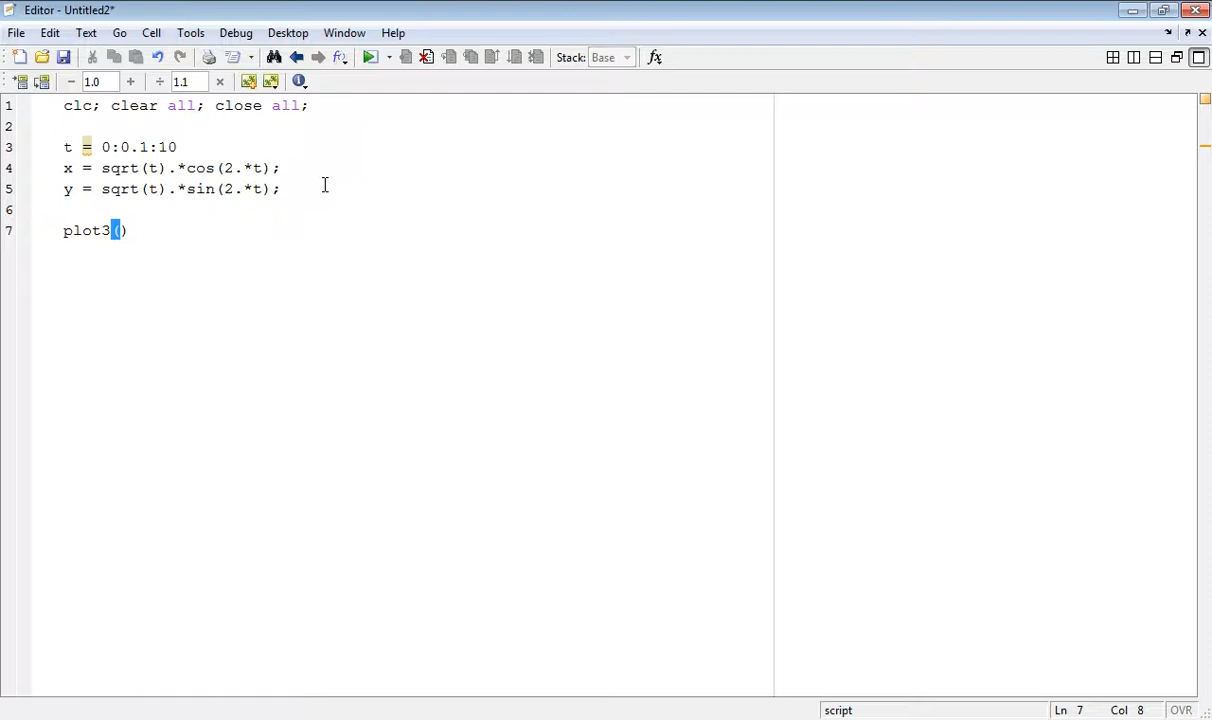 Editor - Untitled2*
File Edit Text Go Cell Tools Debug Desktop Window Help
Stack: Base fx
− 1.0 + ÷ 1.1 ×
1 clc; clear all; close all;
2
3 t = 0:0.1:10
4 x = sqrt(t).*cos(2.*t);
5 y = sqrt(t).*sin(2.*t);
6
7 plot3()
script Ln 7 Col 8 OVR